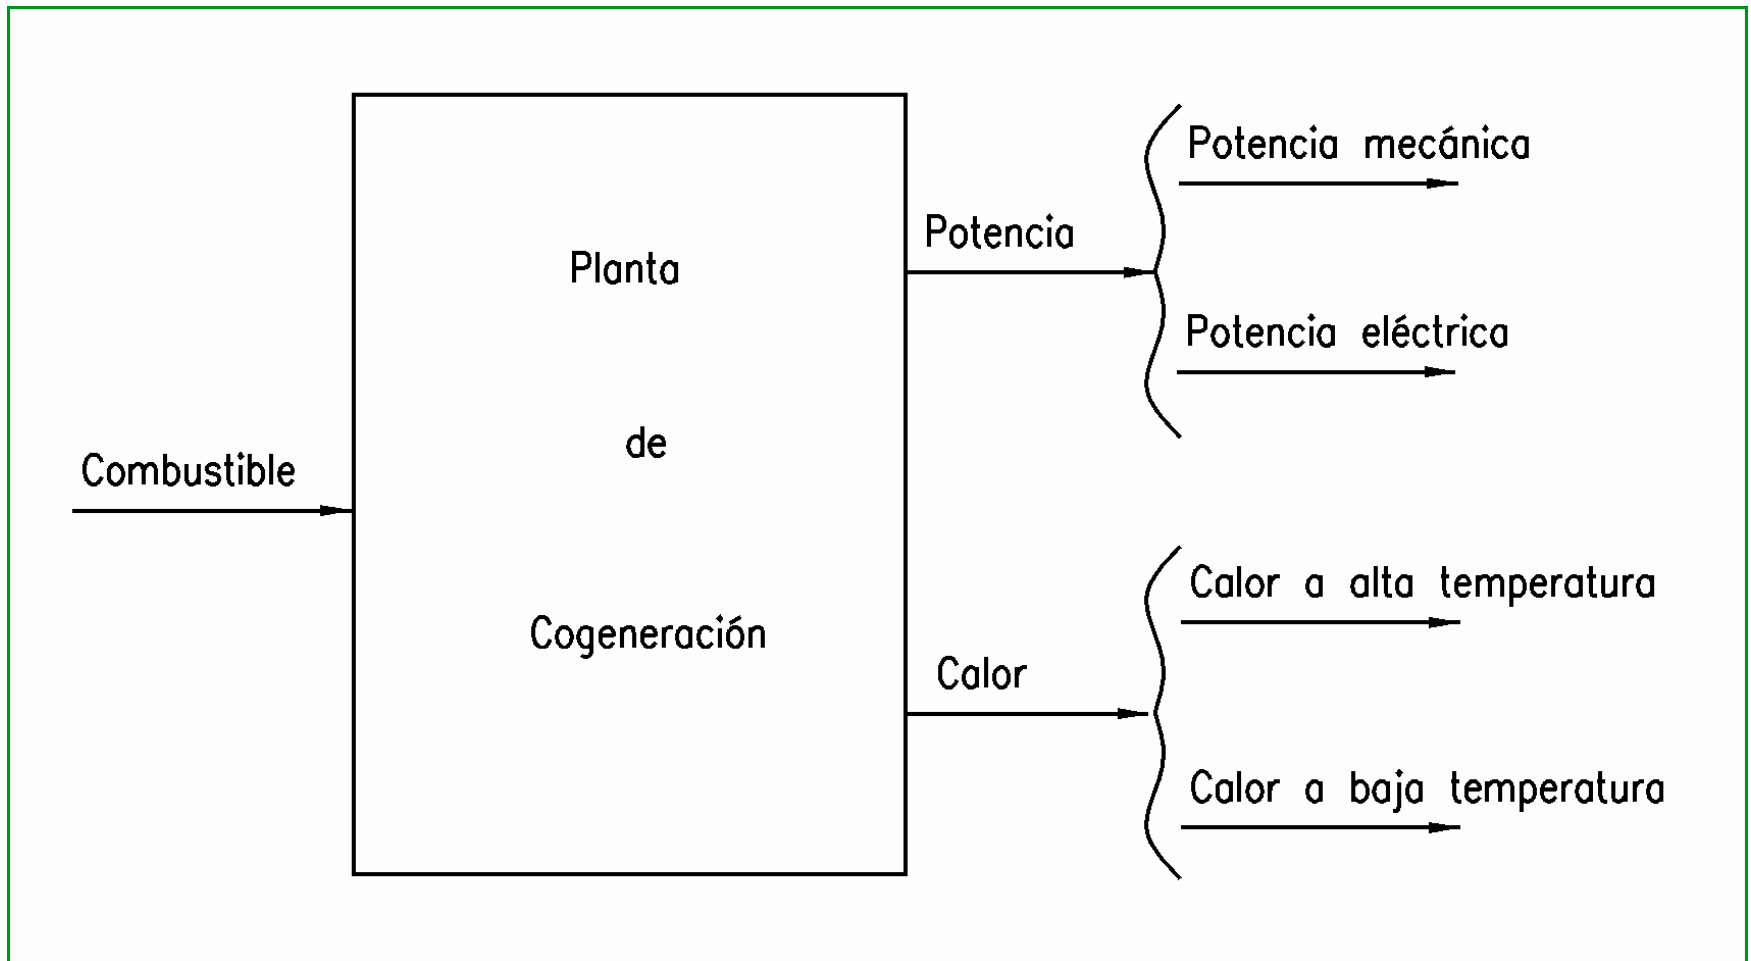 Potencia mecánica
Potencia
Planta
Potencia eléctrica
de
Combustible
Calor a alta temperatura
Cogeneración
Calor
Calor a baja temperatura